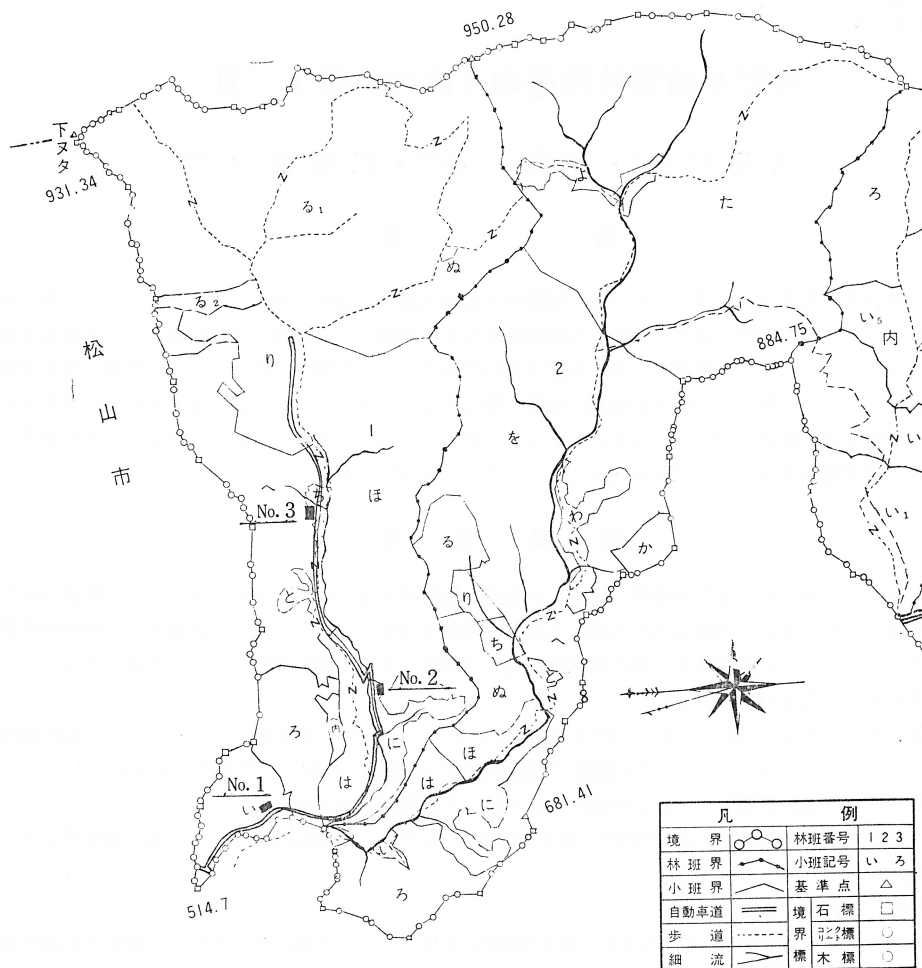 950.28
下ヌタ
931.34
る₁
た
ろ
ぬ
る₂
い₅
内
884.75
松山市
り
2
1
を
い
ほ
い₁
No. 3
ち
わ
る
か
と
り
ち
へ
No. 2
ぬ
ろ
に
ほ
は
は
に
No. 1
い
681.41
い
ろ
514.7
凡例
境界 林班番号 1 2 3
林班界 小班記号 い ろ
小班界 基準点 △
自動車道 境界標 石標 □
歩道 コンクリート標 ○
細流 木標 ○